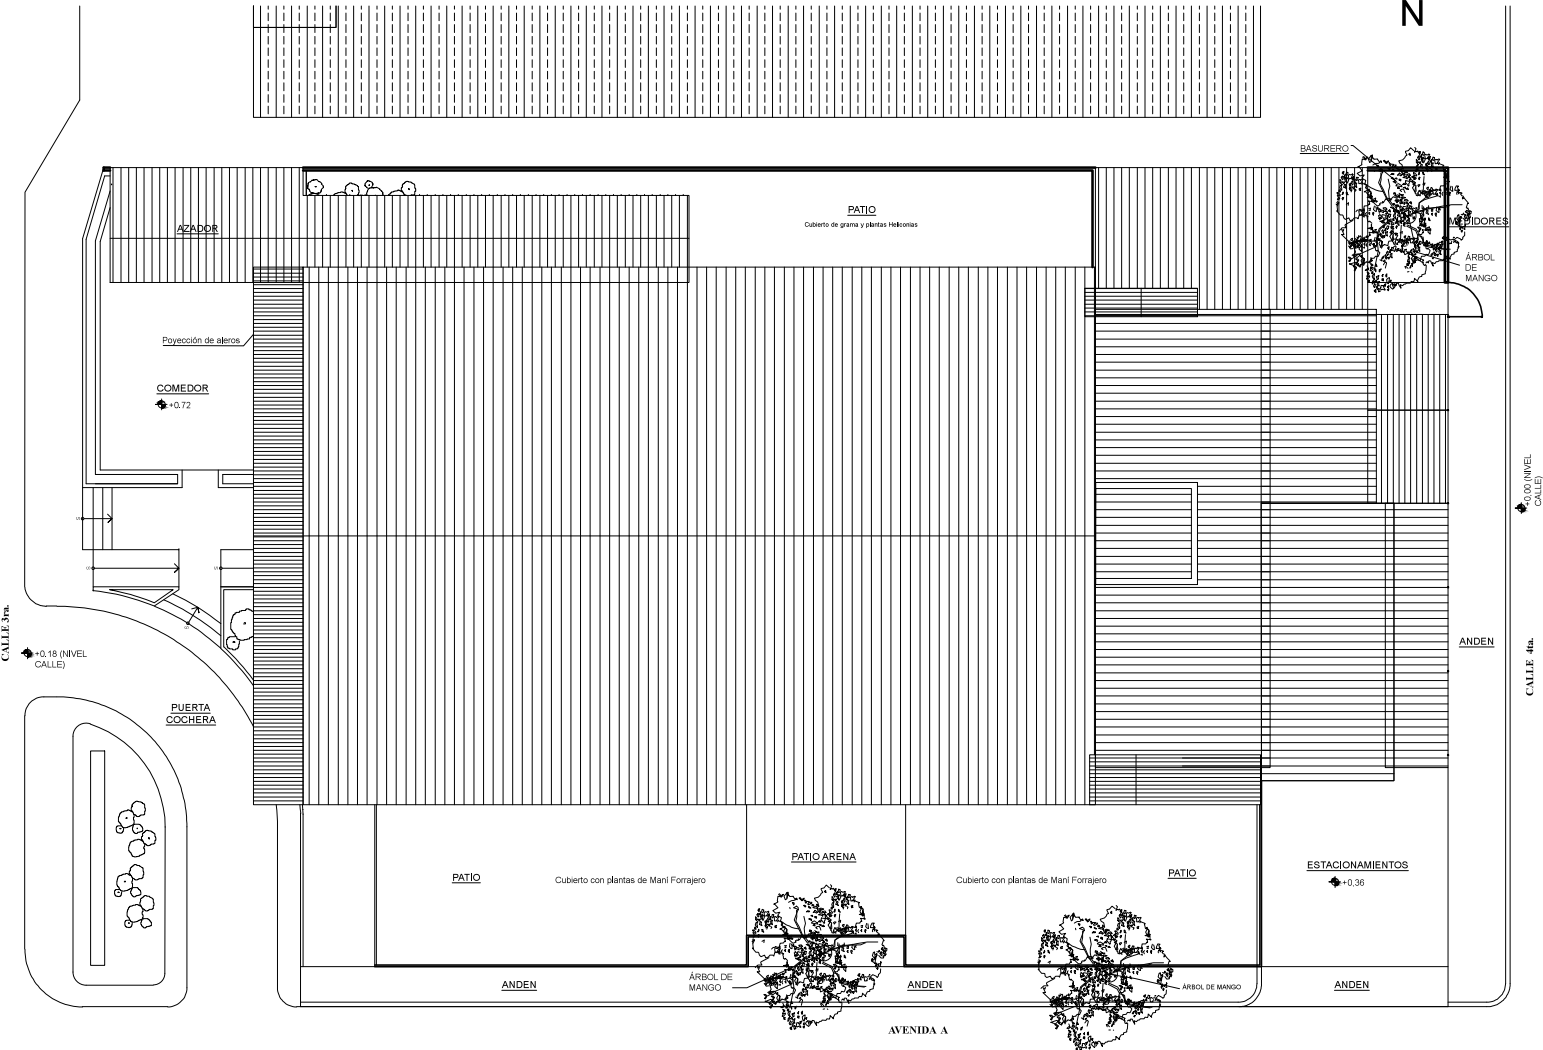 N
BASURERO
MEDIDORES
ÁRBOL
DE
MANGO
AZADOR
PATIO
Cubierto de grama y plantas Heliconias
Poyección de aleros
COMEDOR
+0.72
+0,00 (NIVEL
CALLE)
CALLE 3ra.
+0.18 (NIVEL
CALLE)
PUERTA
COCHERA
ANDEN
CALLE 4ta.
PATIO
Cubierto con plantas de Maní Forrajero
PATIO ARENA
Cubierto con plantas de Maní Forrajero
PATIO
ESTACIONAMIENTOS
+0,36
ANDEN
ÁRBOL DE
MANGO
ANDEN
ÁRBOL DE MANGO
ANDEN
AVENIDA A